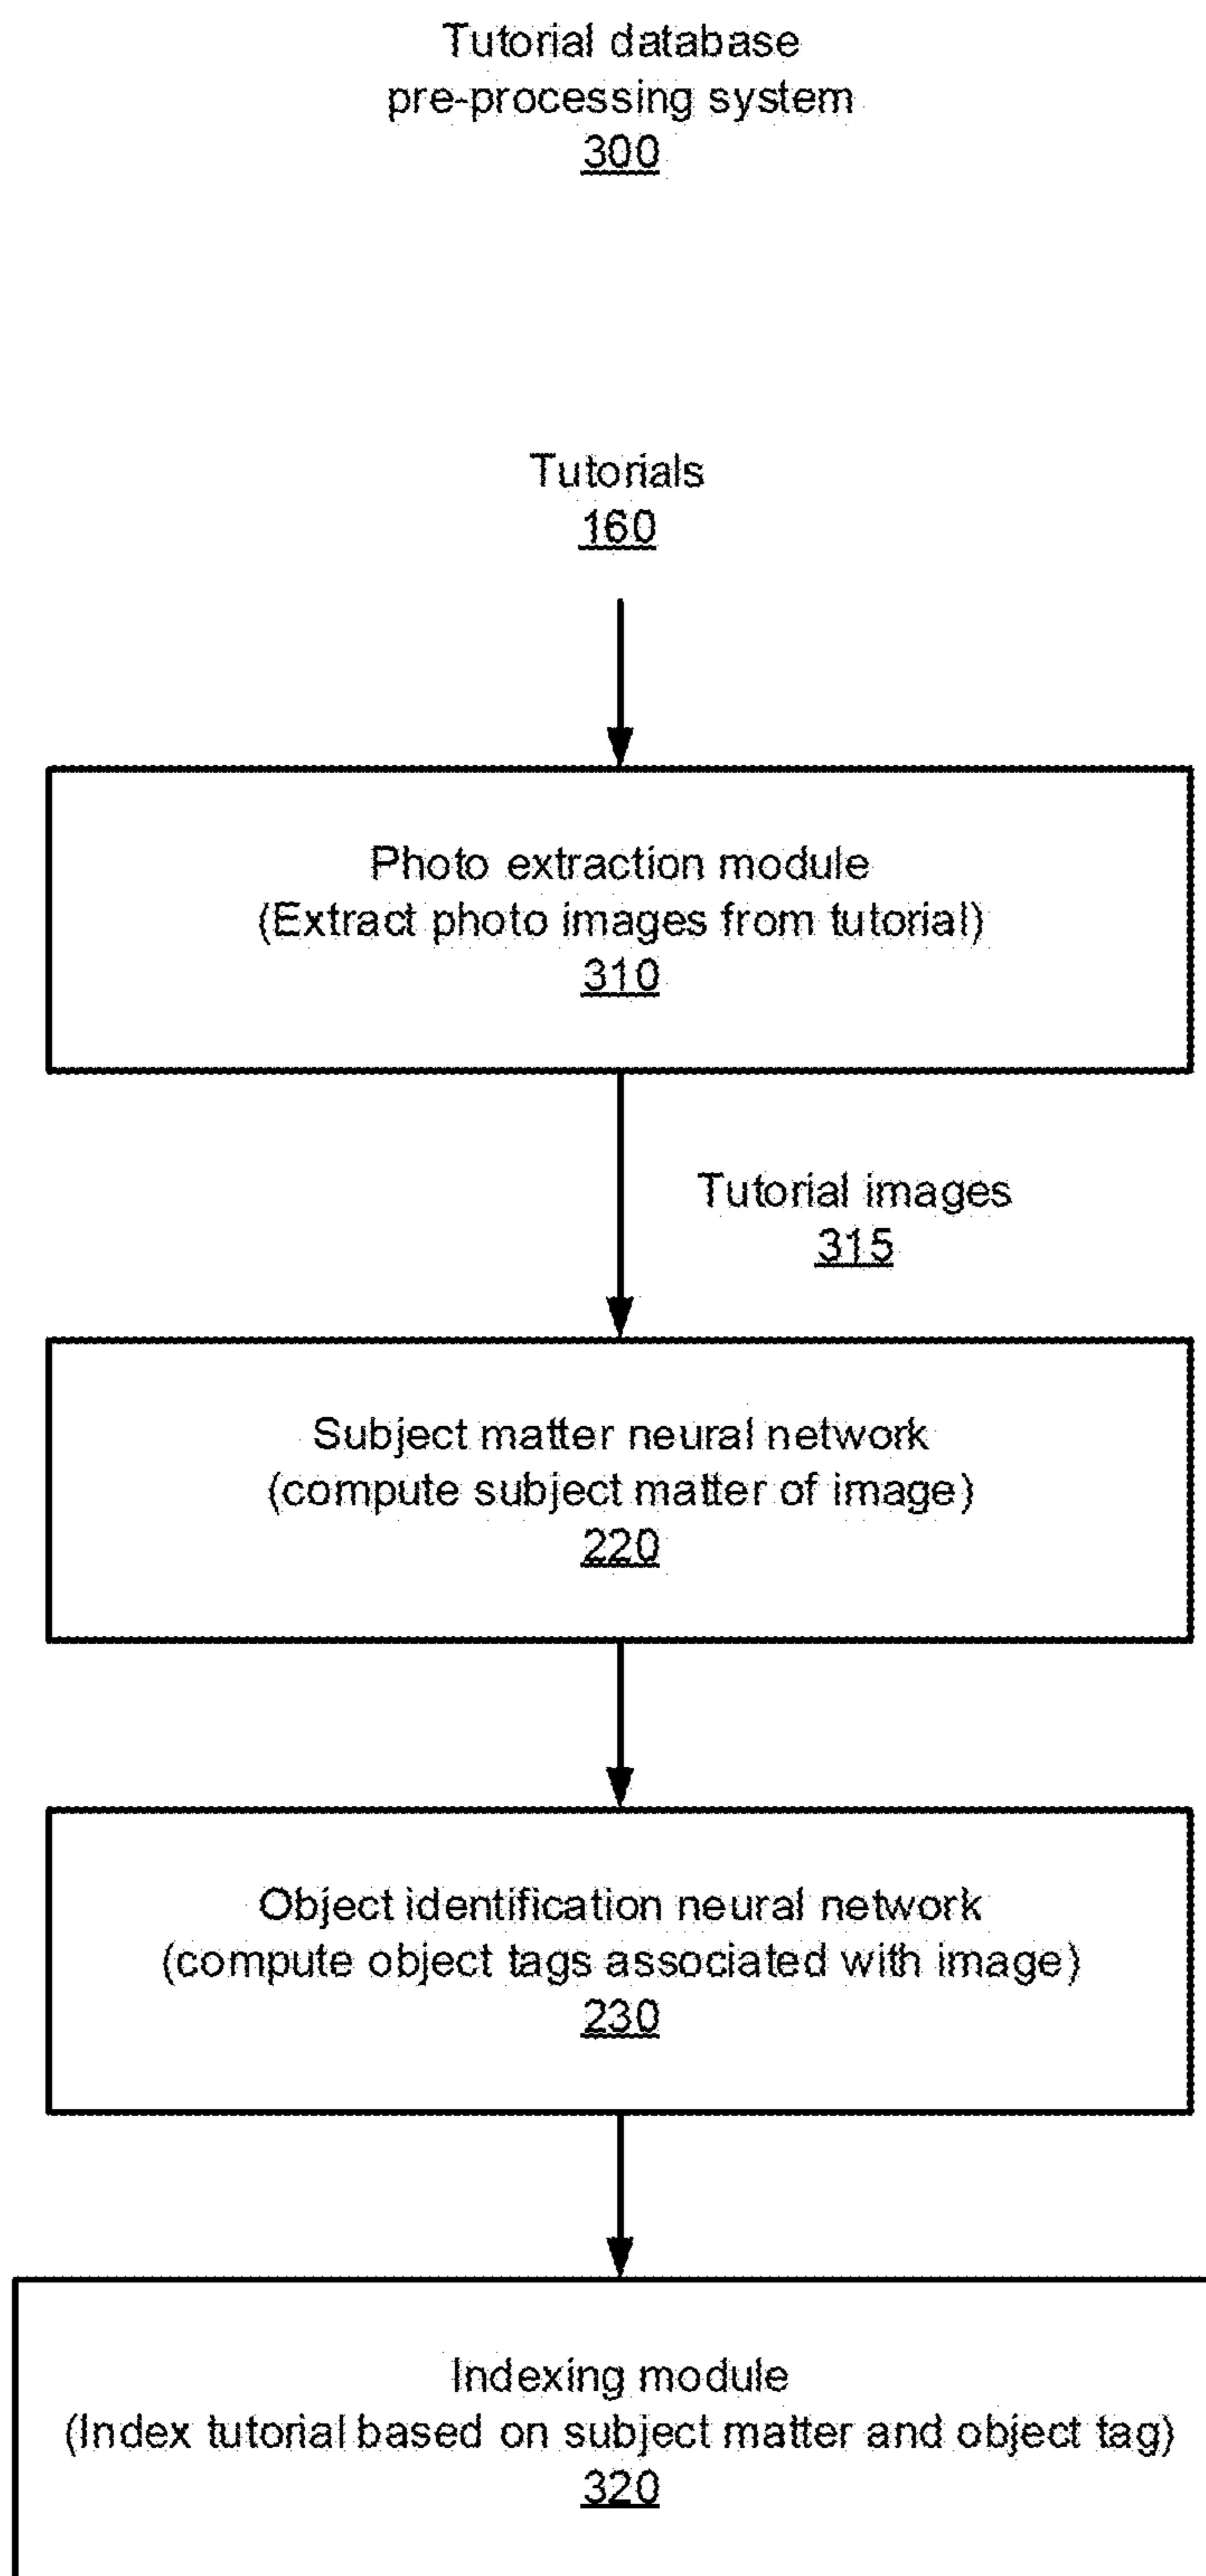 Tutorial database
pre-processing system
300
Tutorials
160
Photo extraction module
(Extract photo images from tutorial)
310
Tutorial images
315
Subject matter neural network
(compute subject matter of image)
220
Object identification neural network
(compute object tags associated with image)
230
Indexing module
(Index tutorial based on subject matter and object tag)
320